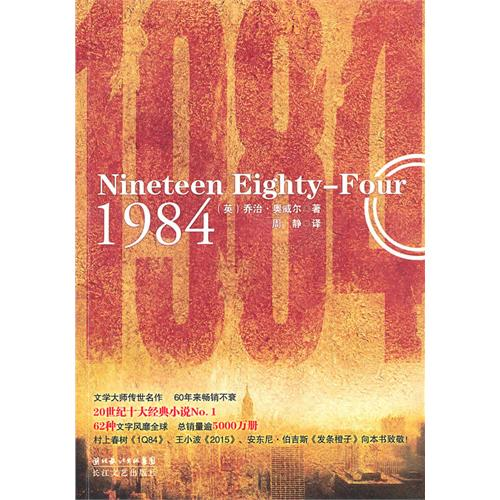 1984
Nineteen Eighty-Four
1984
（英）乔治·奥威尔◎著
周 静◎译
文学大师传世名作 60年来畅销不衰
20世纪十大经典小说No. 1
62种文字风靡全球 总销量逾5000万册
村上春树《1Q84》、王小波《2015》、安东尼·伯吉斯《发条橙子》向本书致敬！
长江文艺出版社